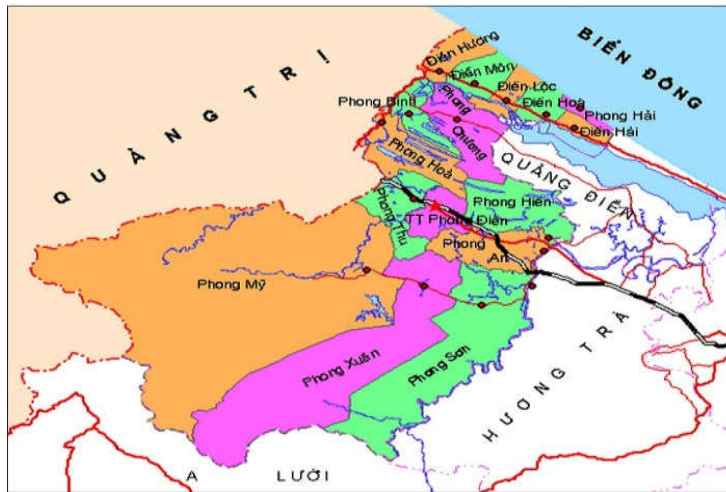 QUẢNG TRỊ
BIỂN ĐÔNG
Điền Hương
Điền Môn
Điền Lộc
Điền Hoà
Phong Hải
Điền Hải
Phong Bình
Phong Chương
Phong Hoà
QUẢNG ĐIỀN
Phong Hiền
TT Phong Điền
Phong Thu
Phong An
Phong Mỹ
Phong Xuân
Phong Sơn
HƯƠNG TRÀ
A LƯỚI